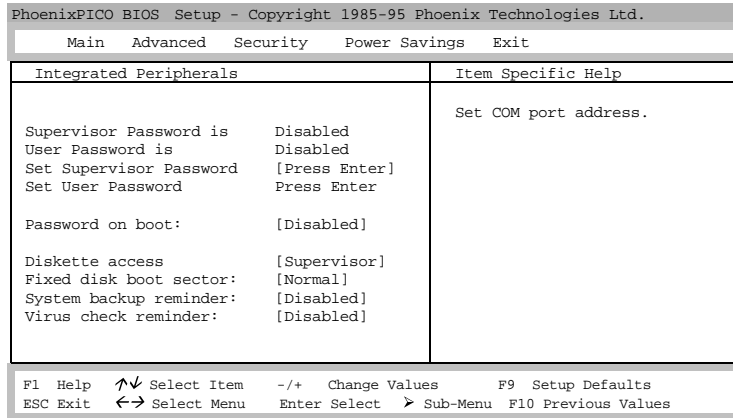 PhoenixPICO BIOS Setup - Copyright 1985-95 Phoenix Technologies Ltd.
Main Advanced Security Power Savings Exit
Integrated Peripherals
Item Specific Help
Set COM port address.
Supervisor Password is Disabled
User Password is Disabled
Set Supervisor Password [Press Enter]
Set User Password Press Enter
Password on boot: [Disabled]
Diskette access [Supervisor]
Fixed disk boot sector: [Normal]
System backup reminder: [Disabled]
Virus check reminder: [Disabled]
F1 Help ↑↓ Select Item -/+ Change Values F9 Setup Defaults
ESC Exit ←→ Select Menu Enter Select ➢ Sub-Menu F10 Previous Values